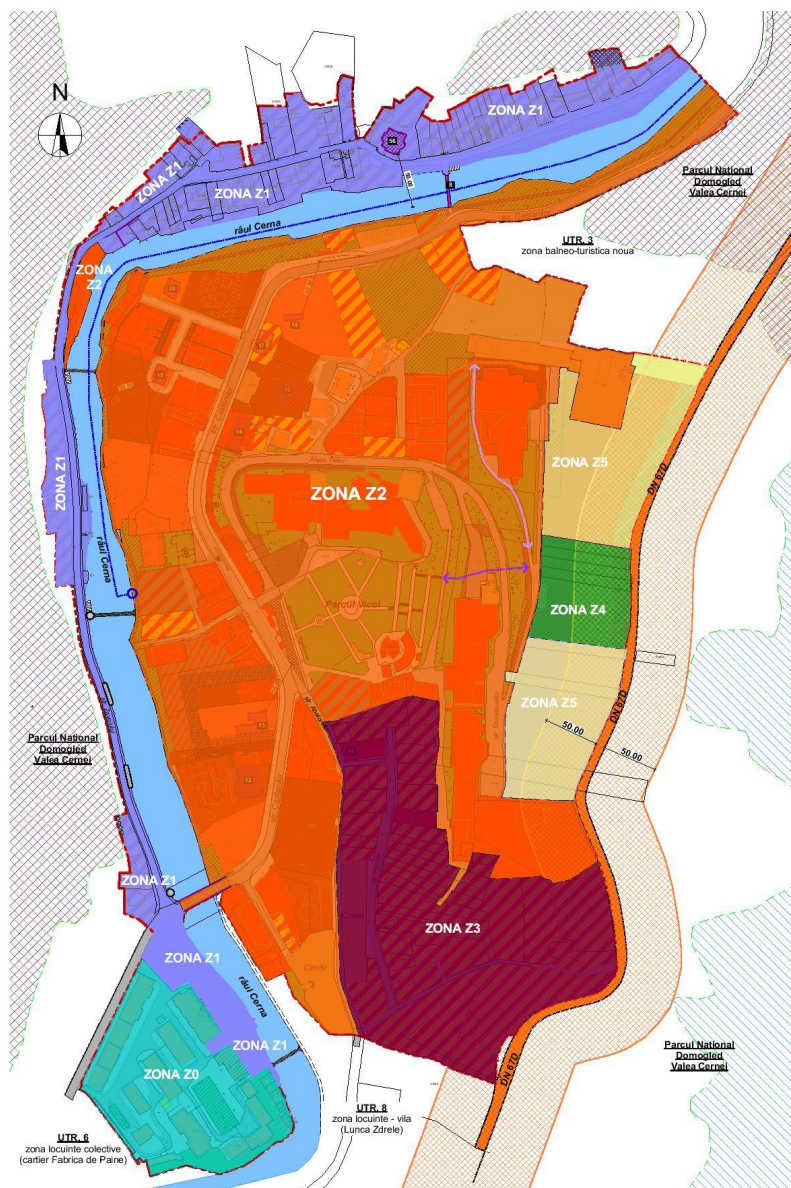 N
ZONA Z1
ZONA Z1
ZONA Z1
56
50.00
râul Cerna
Parcul National
Domogled
Valea Cernei
UTR. 3
zona balneo-turistica noua
ZONA
Z2
ZONA Z1
râul Cerna
ZONA Z2
Parcul Vicol
ZONA Z5
DN 67D
ZONA Z4
ZONA Z5
DN 67D
50.00
50.00
Parcul National
Domogled
Valea Cernei
ZONA Z1
ZONA Z3
Cimitir
ZONA Z1
râul Cerna
ZONA Z1
ZONA Z0
DN 67D
Parcul National
Domogled
Valea Cernei
UTR. 8
zona locuinte - vila
(Lunca Zdrele)
UTR. 6
zona locuinte colective
(cartier Fabrica de Paine)